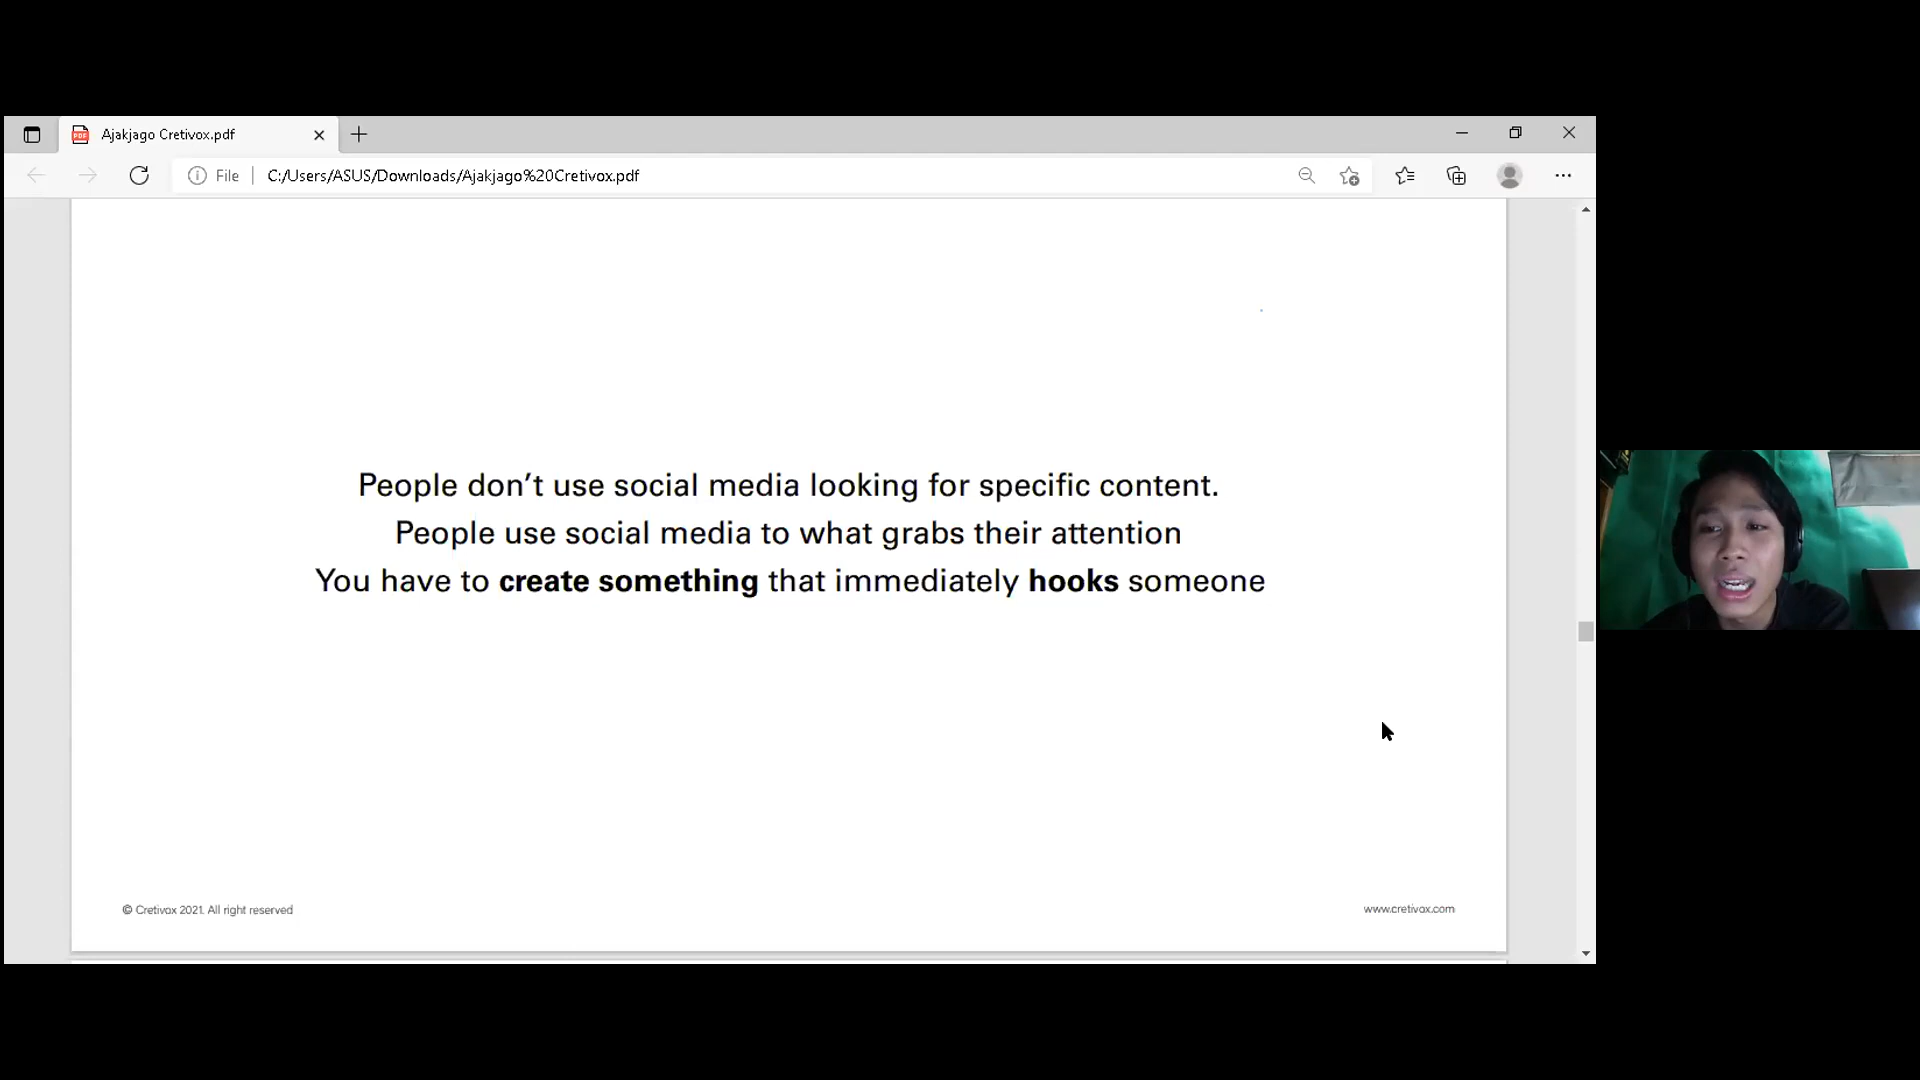 Ajakjago Cretivox.pdf
File
C:/Users/ASUS/Downloads/Ajakjago%20Cretivox.pdf
People don’t use social media looking for specific content.
People use social media to what grabs their attention
You have to create something that immediately hooks someone
© Cretivox 2021. All right reserved
www.cretivox.com